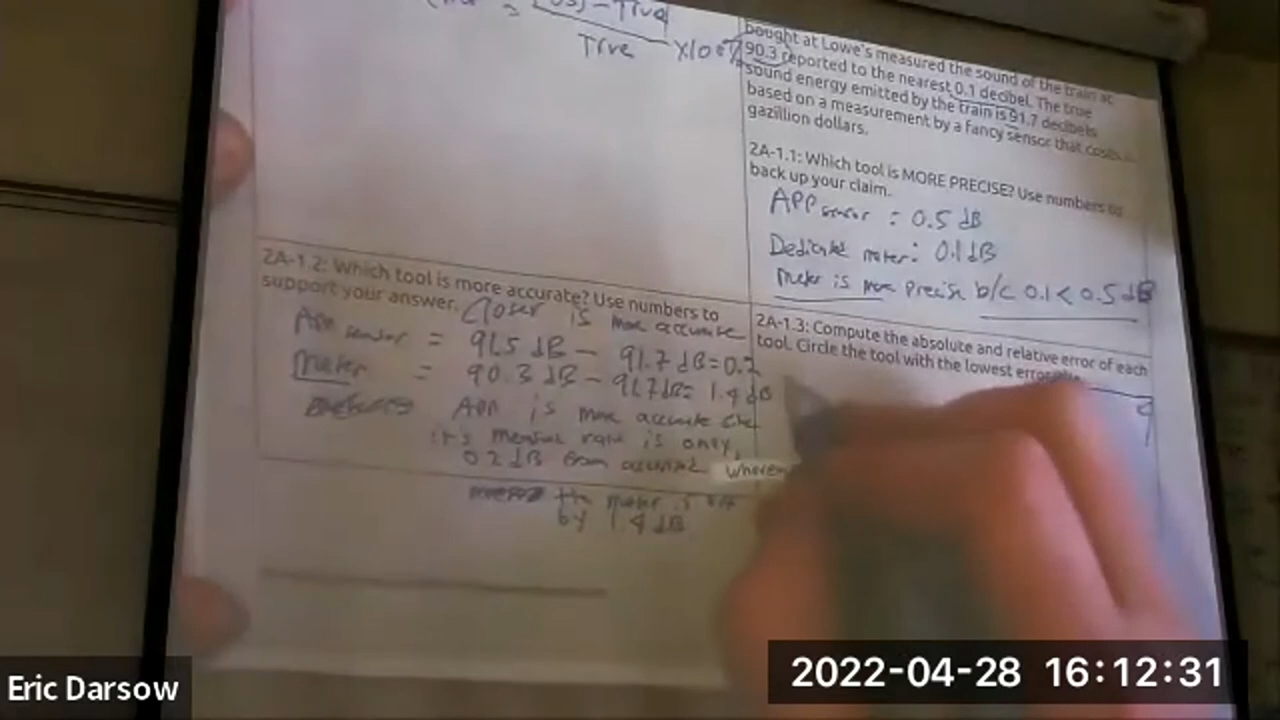 True
True x100%
bought at Lowe's measured the sound of the train at
90.3 reported to the nearest 0.1 decibel. The true
sound energy emitted by the train is 91.7 decibels
based on a measurement by a fancy sensor that costs
gazillion dollars.
2A-1.1: Which tool is MORE PRECISE? Use numbers to
back up your claim.
APP sensor = 0.5 dB
Dedicated meter: 0.1 dB
meter is more precise b/c 0.1 < 0.5 dB
2A-1.2: Which tool is more accurate? Use numbers to
support your answer.
Closer is more accurate
App sensor = 91.5 dB - 91.7 dB = 0.2
meter = 90.3 dB - 91.7 dB = 1.4 dB
App is more accurate
it's is only
0.2 dB from
the meter is off
by 1.4 dB
2A-1.3: Compute the absolute and relative error of each
tool. Circle the tool with the lowest error
Eric Darsow
2022-04-28 16:12:31